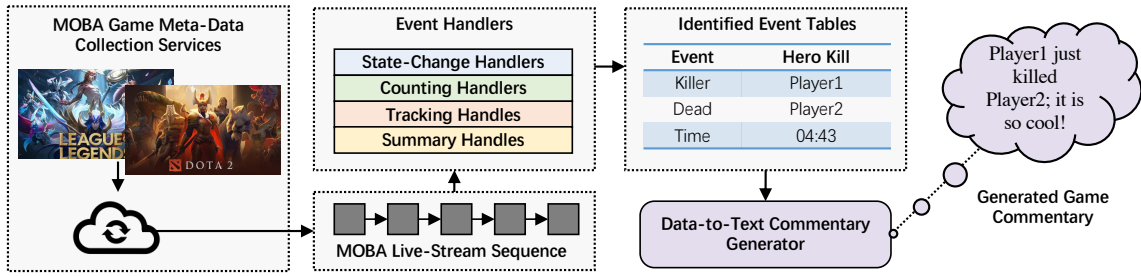 MOBA Game Meta-Data
Collection Services
LEAGUE
LEGEND
DOTA 2
Event Handlers
State-Change Handlers
Counting Handlers
Tracking Handles
Summary Handles
MOBA Live-Stream Sequence
Identified Event Tables
Event Hero Kill
Killer Player1
Dead Player2
Time 04:43
Data-to-Text Commentary
Generator
Player1 just
killed
Player2; it is
so cool!
Generated Game
Commentary